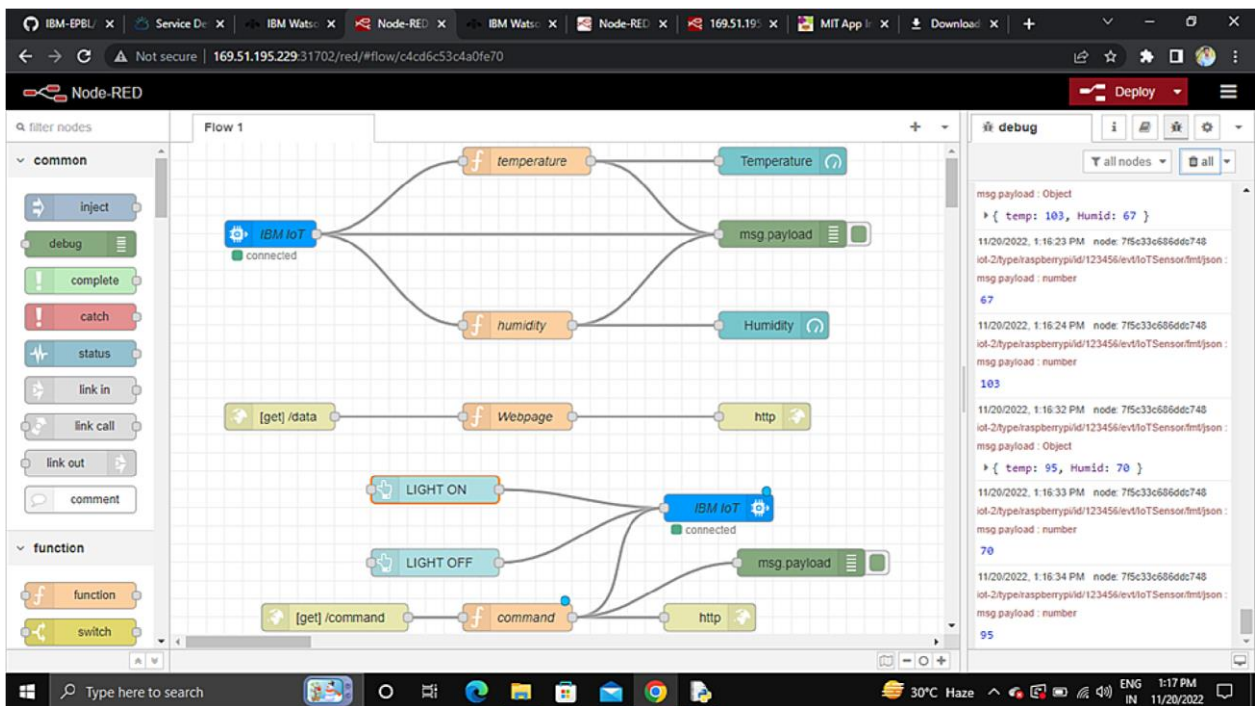 IBM-EPBL/
Service De
IBM Watso
Node-RED
IBM Watso
Node-RED
169.51.195
MIT App In
Download
Not secure | 169.51.195.229:31702/red/#flow/c4cd6c53c4a0fe70
Node-RED
Deploy
filter nodes
common
inject
debug
complete
catch
status
link in
link call
link out
comment
function
function
switch
Flow 1
temperature
Temperature
IBM IoT
connected
msg.payload
humidity
Humidity
[get] /data
Webpage
http
LIGHT ON
IBM IoT
connected
LIGHT OFF
msg.payload
[get] /command
command
http
debug
all nodes
all
msg.payload : Object
{ temp: 103, Humid: 67 }
11/20/2022, 1:16:23 PM node: 7f5c33c686ddc748
iot-2/type/raspberrypi/id/123456/evt/IoTSensor/fmt/json :
msg.payload : number
67
11/20/2022, 1:16:24 PM node: 7f5c33c686ddc748
iot-2/type/raspberrypi/id/123456/evt/IoTSensor/fmt/json :
msg.payload : number
103
11/20/2022, 1:16:32 PM node: 7f5c33c686ddc748
iot-2/type/raspberrypi/id/123456/evt/IoTSensor/fmt/json :
msg.payload : Object
{ temp: 95, Humid: 70 }
11/20/2022, 1:16:33 PM node: 7f5c33c686ddc748
iot-2/type/raspberrypi/id/123456/evt/IoTSensor/fmt/json :
msg.payload : number
70
11/20/2022, 1:16:34 PM node: 7f5c33c686ddc748
iot-2/type/raspberrypi/id/123456/evt/IoTSensor/fmt/json :
msg.payload : number
95
Type here to search
30°C Haze
ENG
IN
1:17 PM
11/20/2022